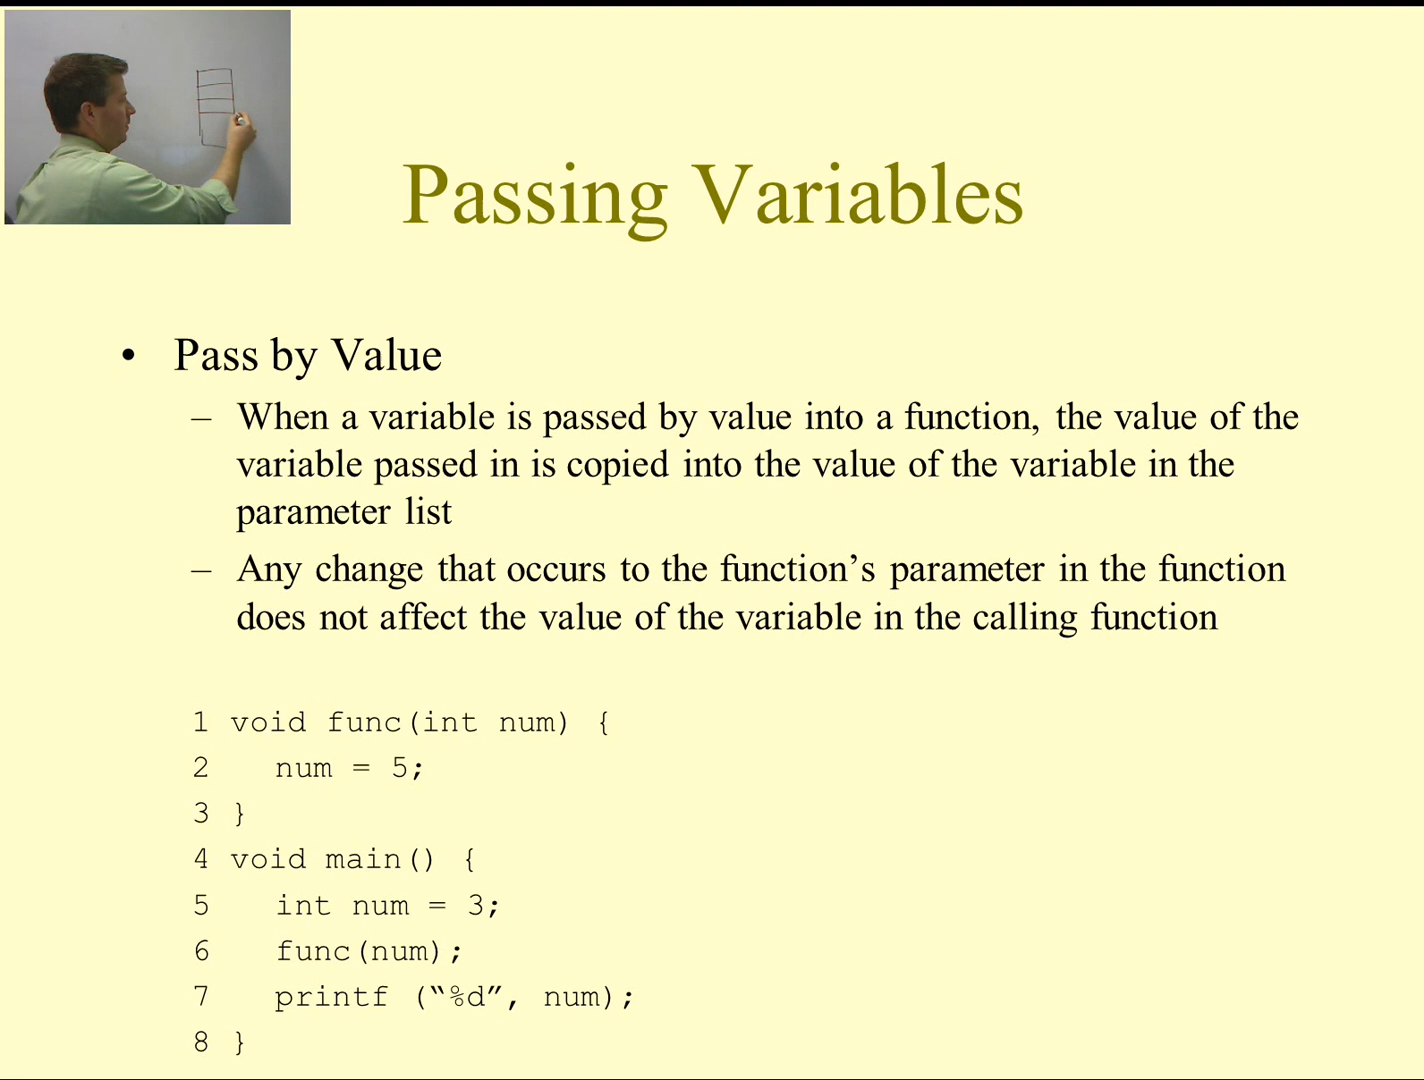 Passing Variables
• Pass by Value
– When a variable is passed by value into a function, the value of the
variable passed in is copied into the value of the variable in the
parameter list
– Any change that occurs to the function’s parameter in the function
does not affect the value of the variable in the calling function
1 void func(int num) {
2   num = 5;
3 }
4 void main() {
5   int num = 3;
6   func(num);
7   printf (“%d”, num);
8 }